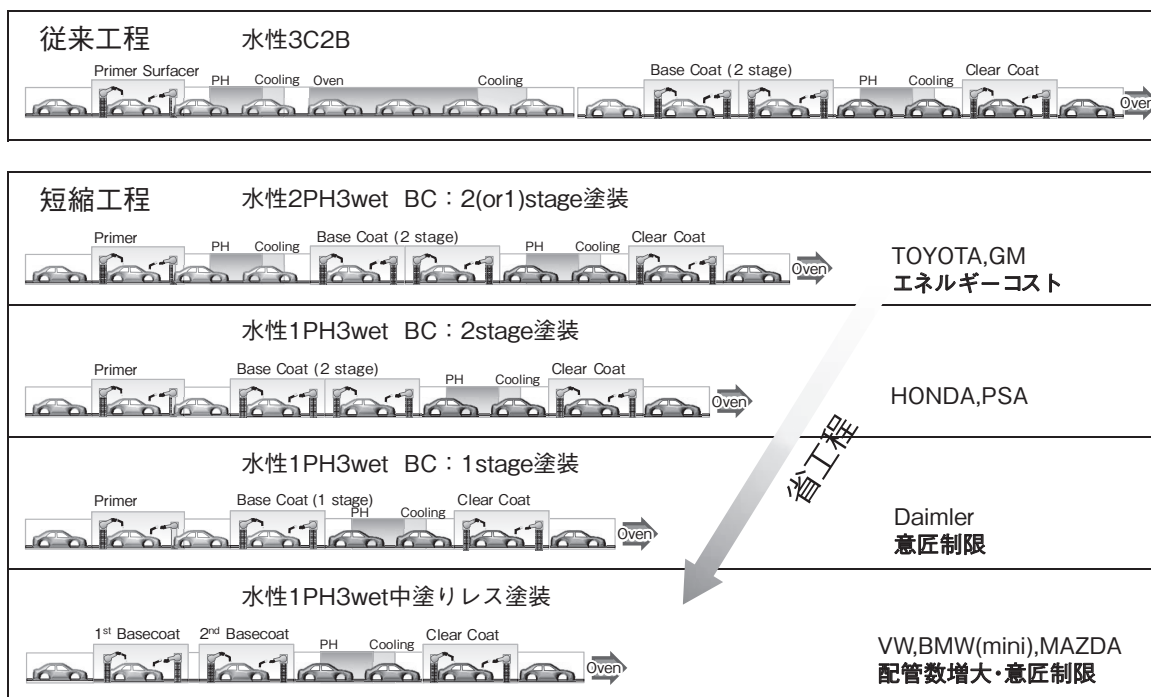 従来工程 水性3C2B
Primer Surfacer PH Cooling Oven Cooling Base Coat (2 stage) PH Cooling Clear Coat
Oven
短縮工程 水性2PH3wet BC：2(or1)stage塗装
Primer PH Cooling Base Coat (2 stage) PH Cooling Clear Coat
Oven
TOYOTA,GM
エネルギーコスト
水性1PH3wet BC：2stage塗装
Primer Base Coat (2 stage) PH Cooling Clear Coat
Oven
HONDA,PSA
省工程
水性1PH3wet BC：1stage塗装
Primer Base Coat (1 stage) PH Cooling Clear Coat
Oven
Daimler
意匠制限
水性1PH3wet中塗りレス塗装
1st Basecoat 2nd Basecoat PH Cooling Clear Coat
Oven
VW,BMW(mini),MAZDA
配管数増大・意匠制限